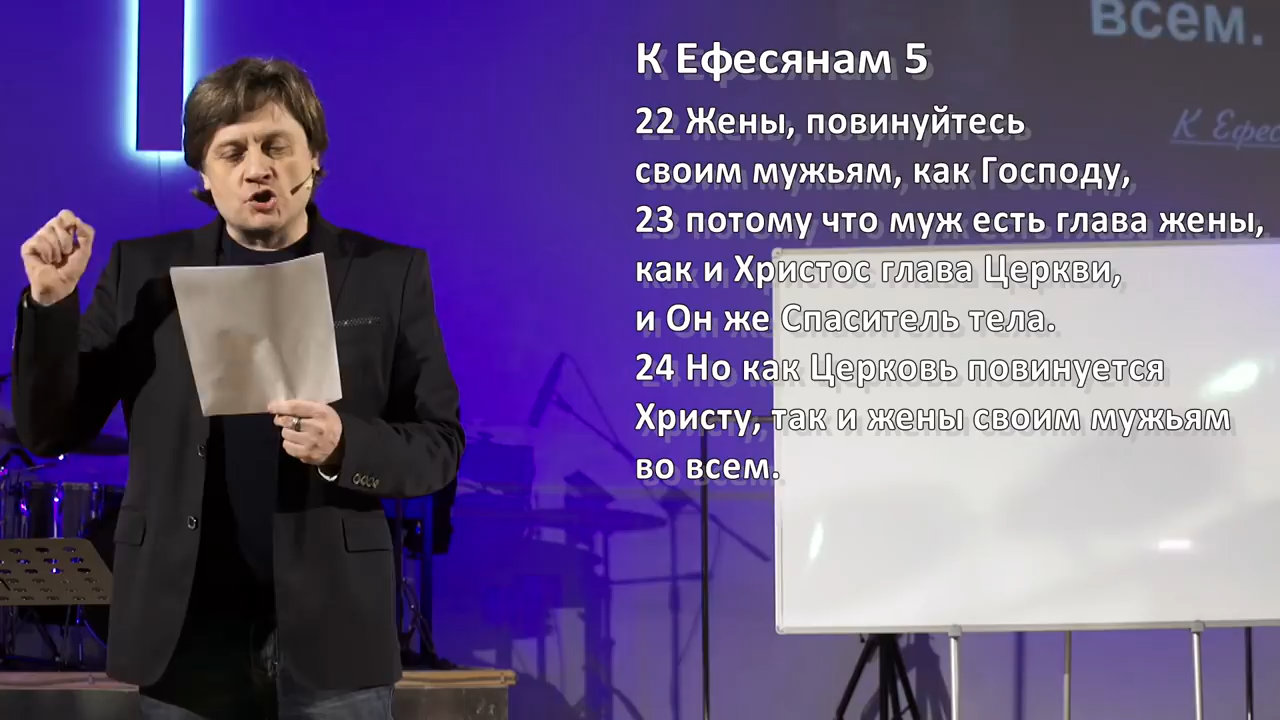 всем.
К Ефес
К Ефесянам 5
22 Жены, повинуйтесь
своим мужьям, как Господу,
23 потому что муж есть глава жены,
как и Христос глава Церкви,
и Он же Спаситель тела.
24 Но как Церковь повинуется
Христу, так и жены своим мужьям
во всем.